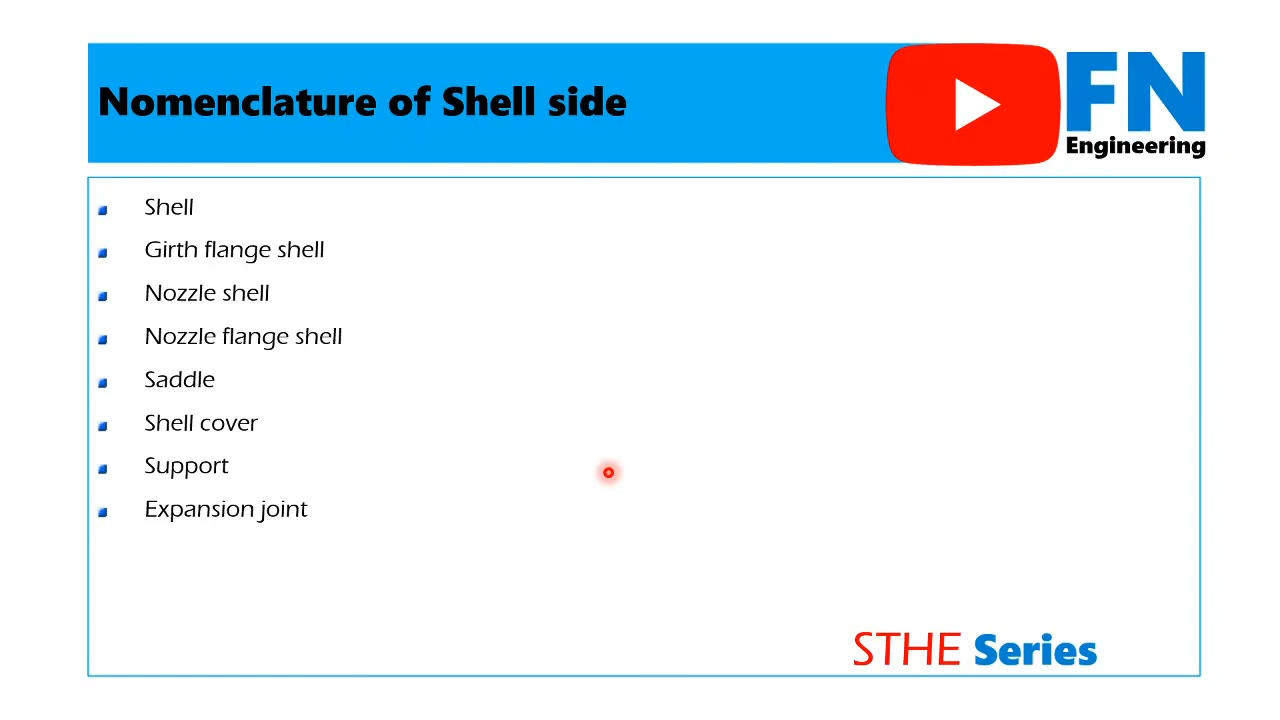 Nomenclature of Shell side
FN
Engineering
Shell
Girth flange shell
Nozzle shell
Nozzle flange shell
Saddle
Shell cover
Support
Expansion joint
STHE Series